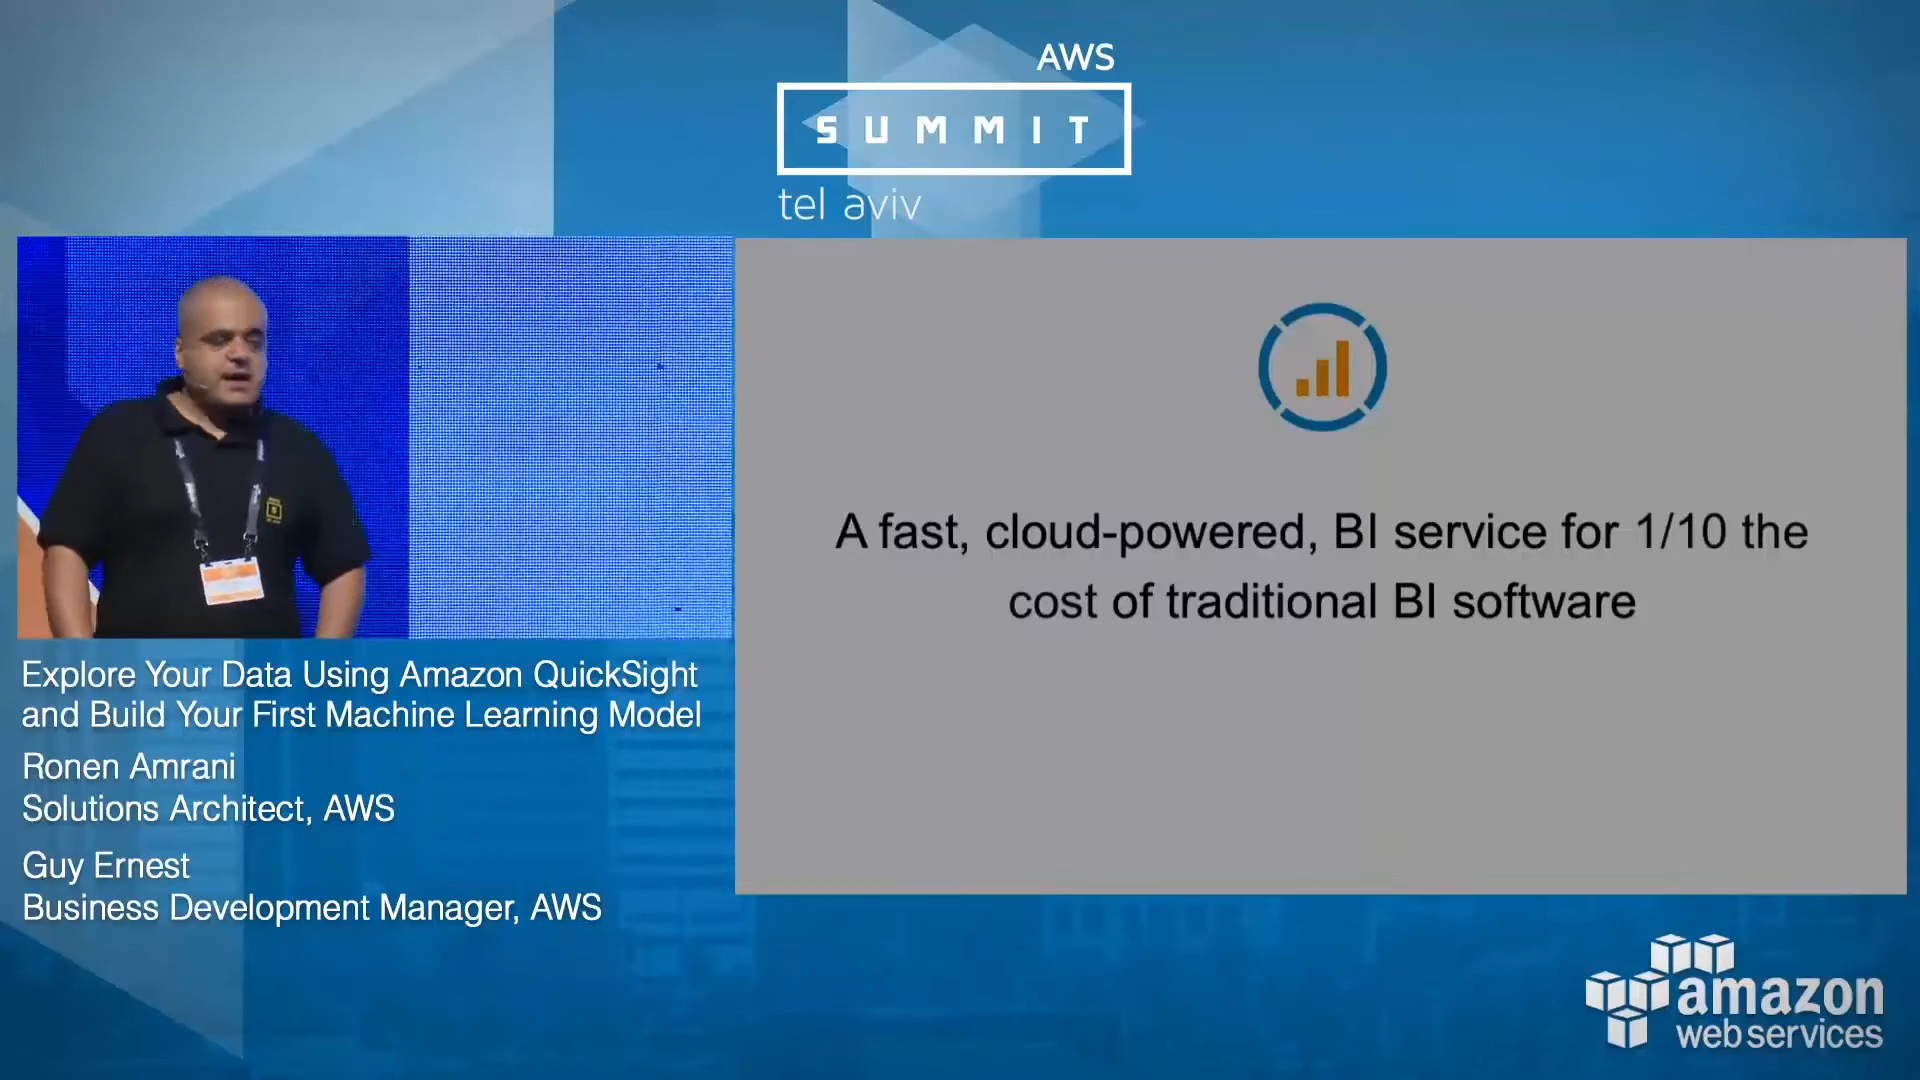 AWS
SUMMIT
tel aviv
A fast, cloud-powered, BI service for 1/10 the
cost of traditional BI software
Explore Your Data Using Amazon QuickSight
and Build Your First Machine Learning Model
Ronen Amrani
Solutions Architect, AWS
Guy Ernest
Business Development Manager, AWS
amazon
web services